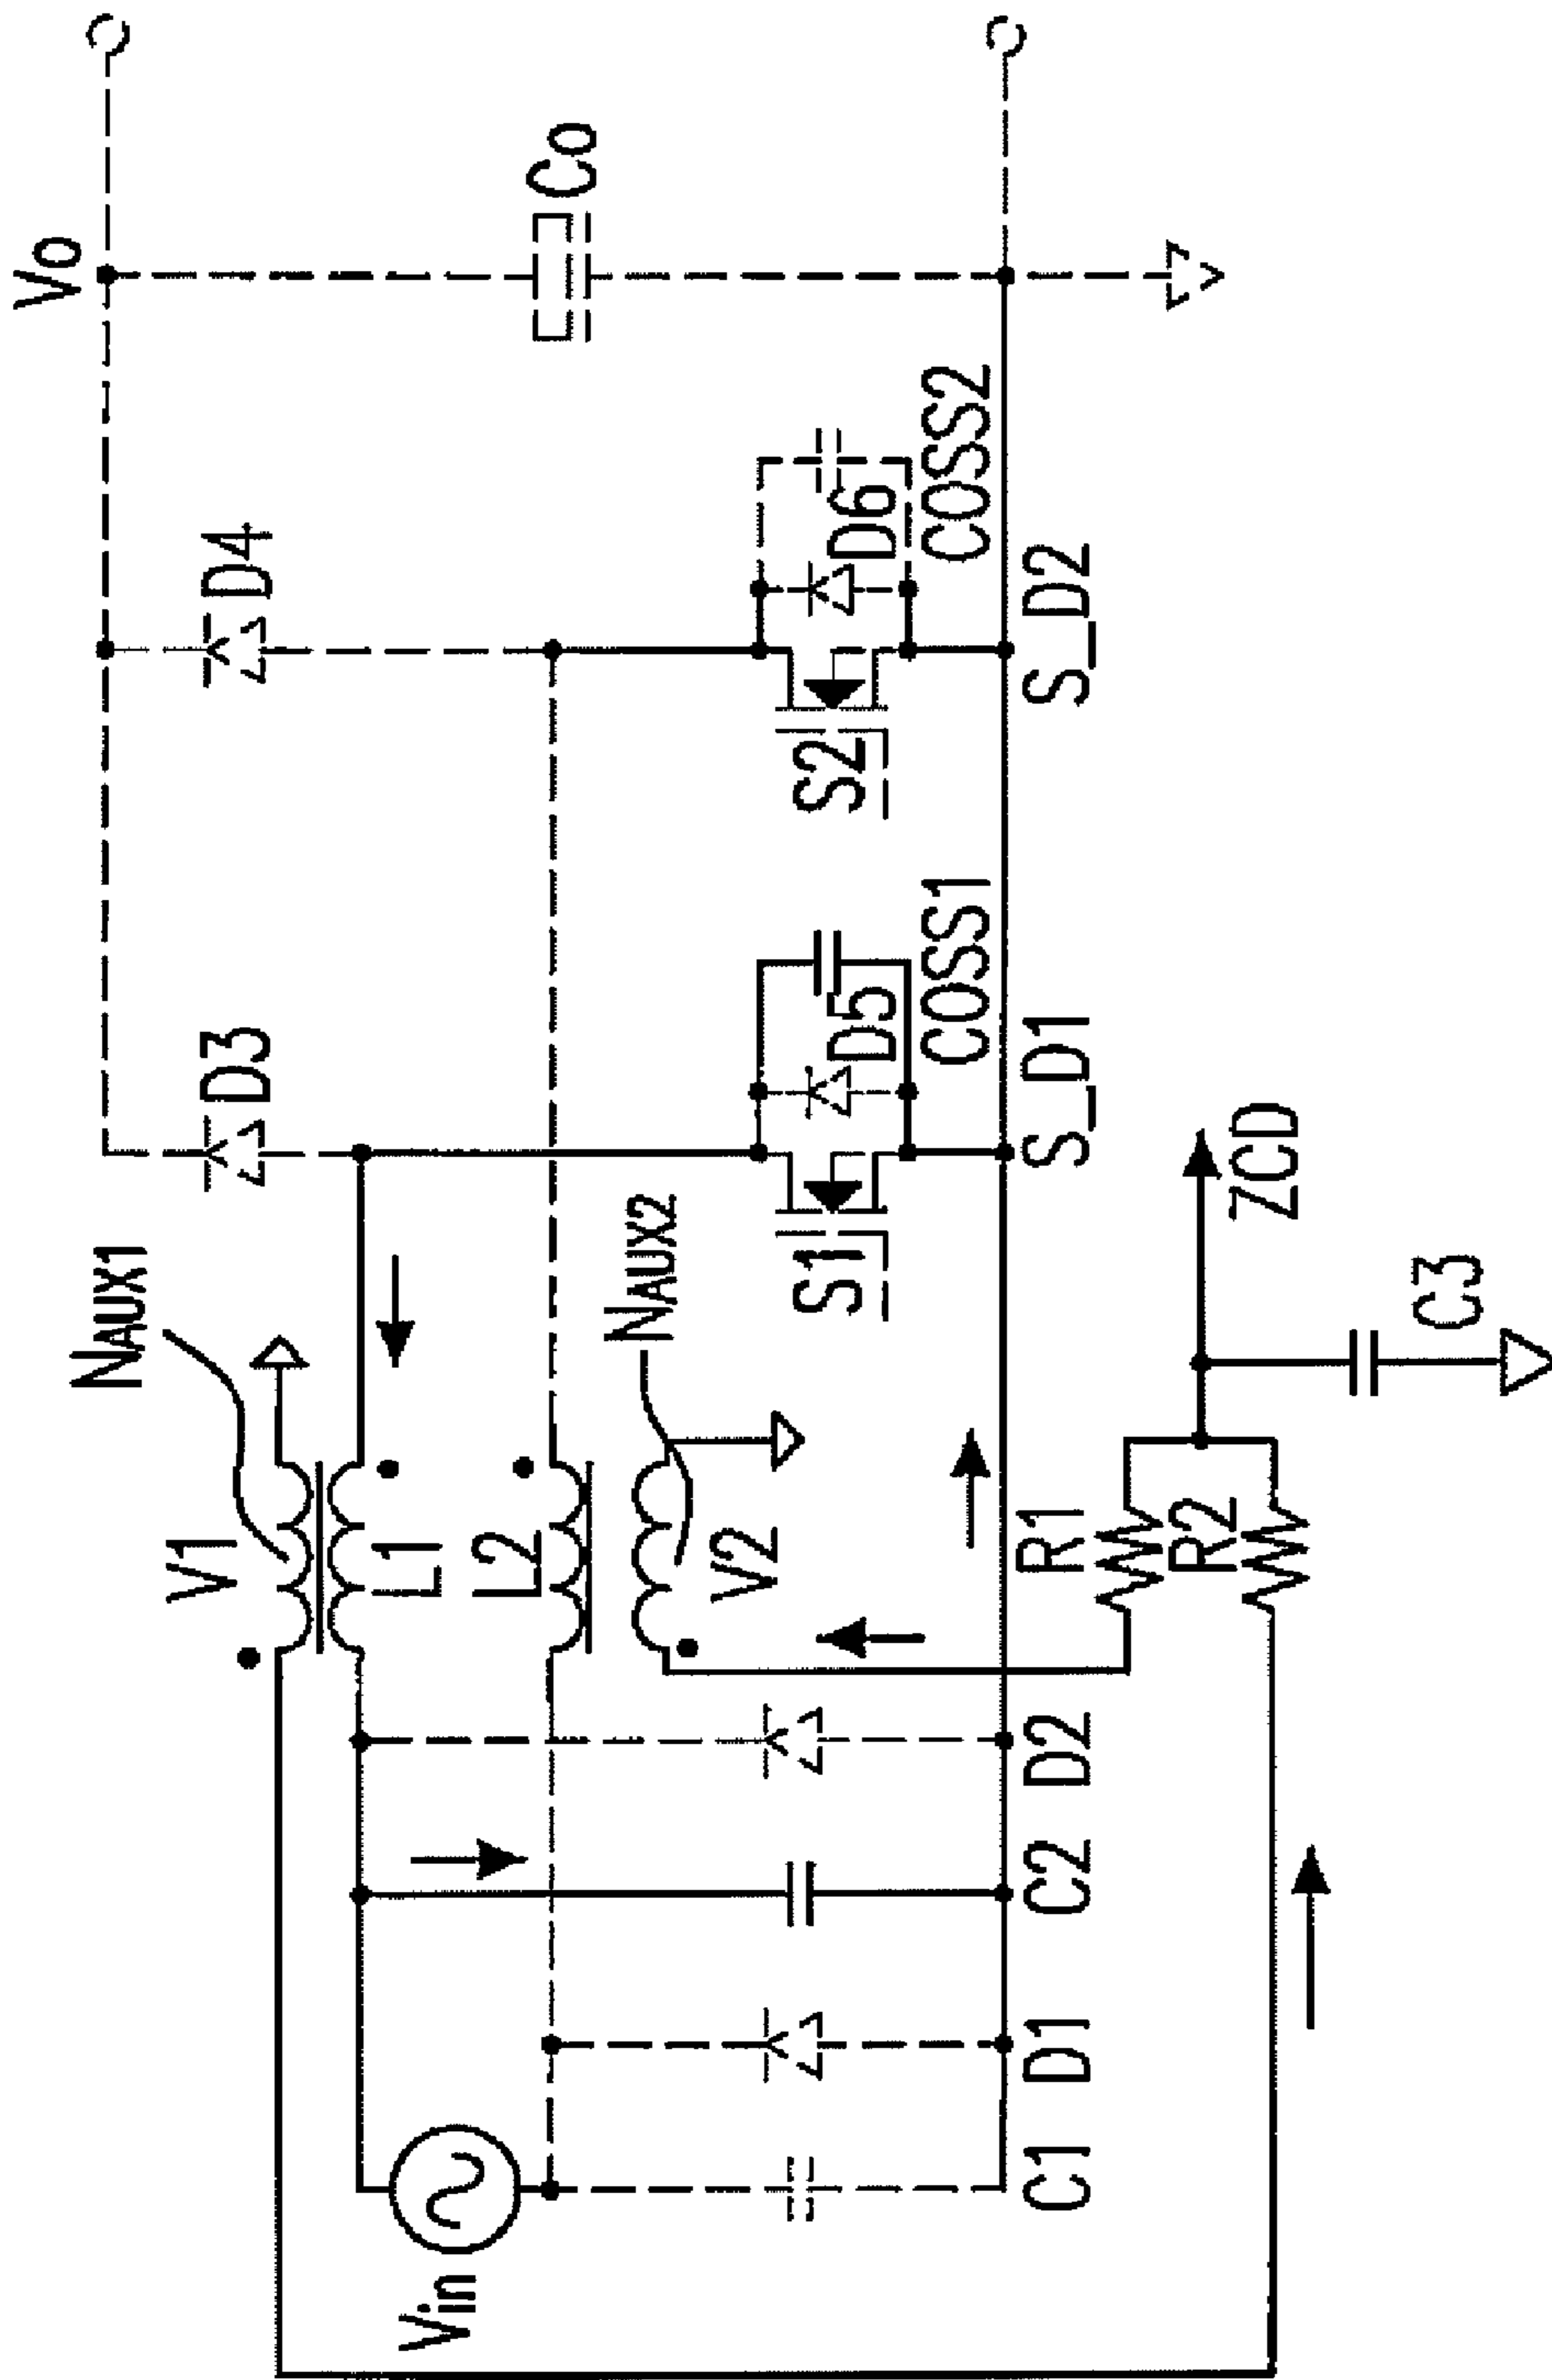 Vo
NAUX1
V1
L1
L2
V2
NAUX2
D3
D4
Co
Vin
S1
D5
COSS1
S2
D6
COSS2
C1
D1
C2
D2
S_D1
S_D2
R1
R2
ZCD
C3